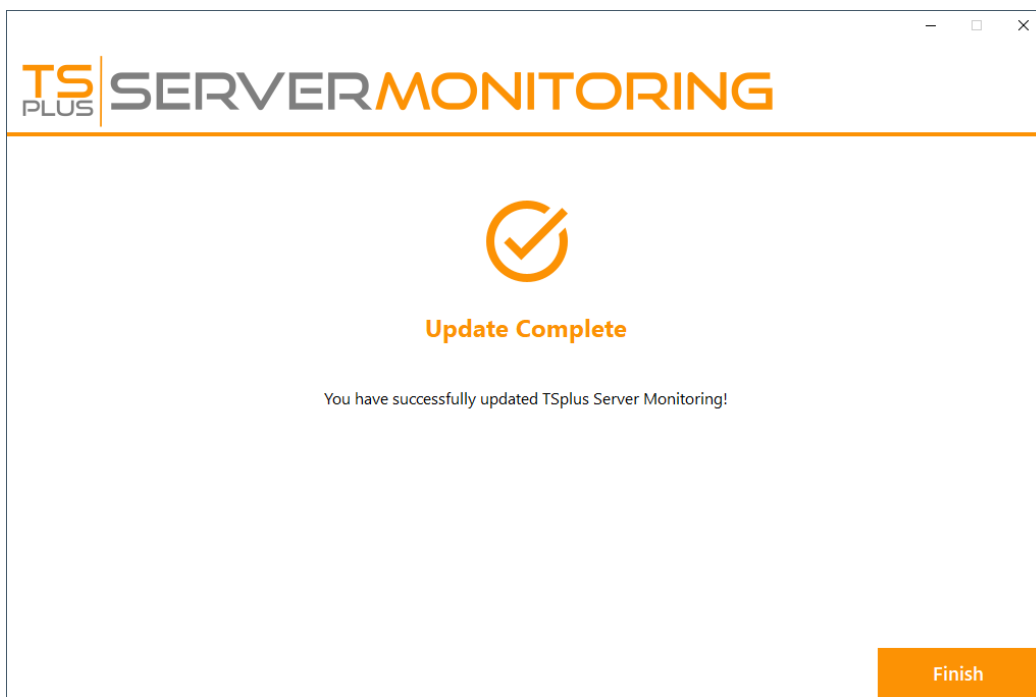 TS PLUS SERVERMONITORING
Update Complete
You have successfully updated TSplus Server Monitoring!
Finish